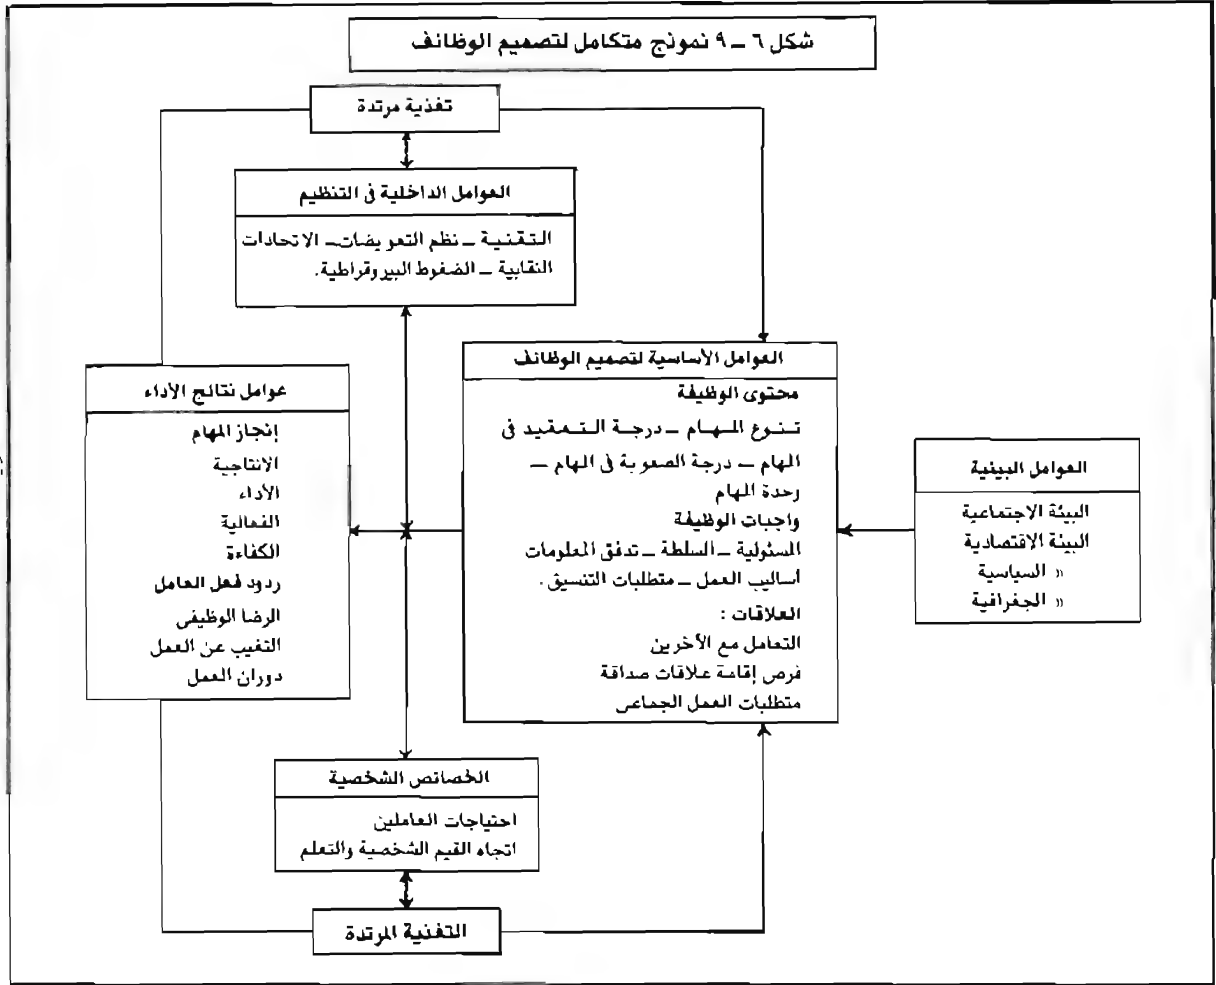 شكل ٦ – ٩ نموذج متكامل لتصميم الوظائف
تغذية مرتدة
العوامل الداخلية في التنظيم
التقنية – نظم التعويضات – الاتحادات
النقابية – الضغوط البيروقراطية.
العوامل الأساسية لتصميم الوظائف
محتوى الوظيفة
تنوع المهام – درجة التعقيد في
المهام – درجة الصعوبة في المهام –
وحدة المهام
واجبات الوظيفة
المسئولية – السلطة – تدفق المعلومات
أساليب العمل – متطلبات التنسيق.
العلاقات :
التعامل مع الآخرين
فرص إقامة علاقات صداقة
متطلبات العمل الجماعى
العوامل البيئية
البيئة الاجتماعية
البيئة الاقتصادية
» السياسية
» الجغرافية
عوامل نتائج الأداء
إنجاز المهام
الانتاجية
الأداء
الفعالية
الكفاءة
ردود فعل العامل
الرضا الوظيفى
التغيب عن العمل
دوران العمل
الخصائص الشخصية
احتياجات العاملين
اتجاه القيم الشخصية والتعلم
التغذية المرتدة